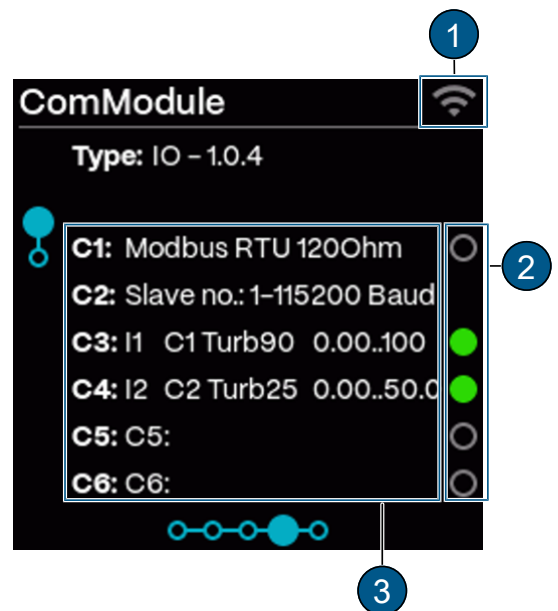 1
ComModule
Type: IO – 1.0.4
C1: Modbus RTU 120Ohm
2
C2: Slave no.: 1–115200 Baud
C3: I1 C1 Turb90 0.00..100
C4: I2 C2 Turb25 0.00..50.0
C5: C5:
C6: C6:
3